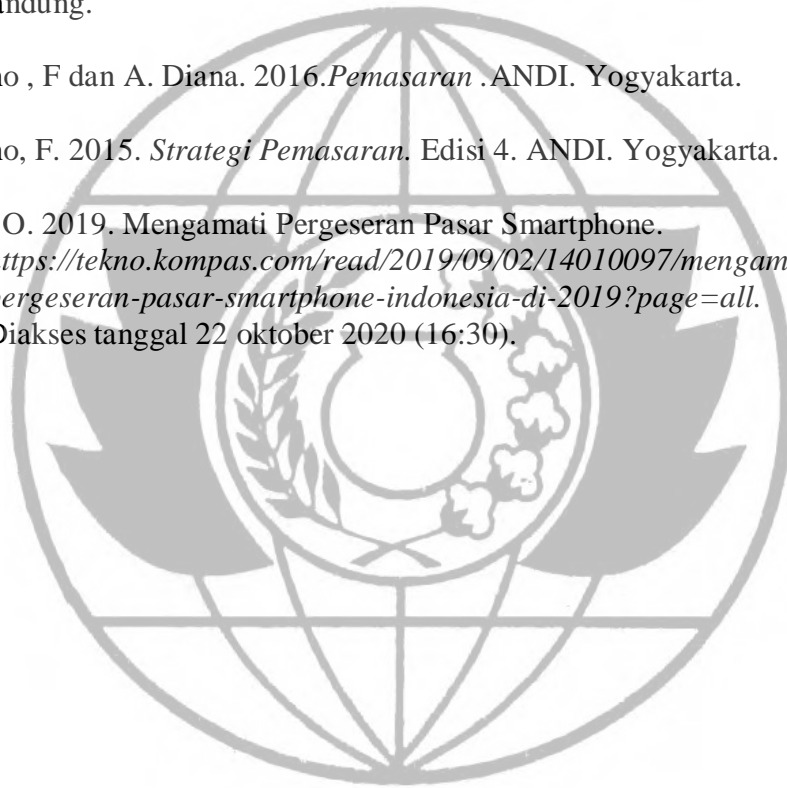 andung.
no , F dan A. Diana. 2016.Pemasaran .ANDI. Yogyakarta.
no, F. 2015. Strategi Pemasaran. Edisi 4. ANDI. Yogyakarta.
O. 2019. Mengamati Pergeseran Pasar Smartphone.
ttps://tekno.kompas.com/read/2019/09/02/14010097/mengam
pergeseran-pasar-smartphone-indonesia-di-2019?page=all.
Diakses tanggal 22 oktober 2020 (16:30).